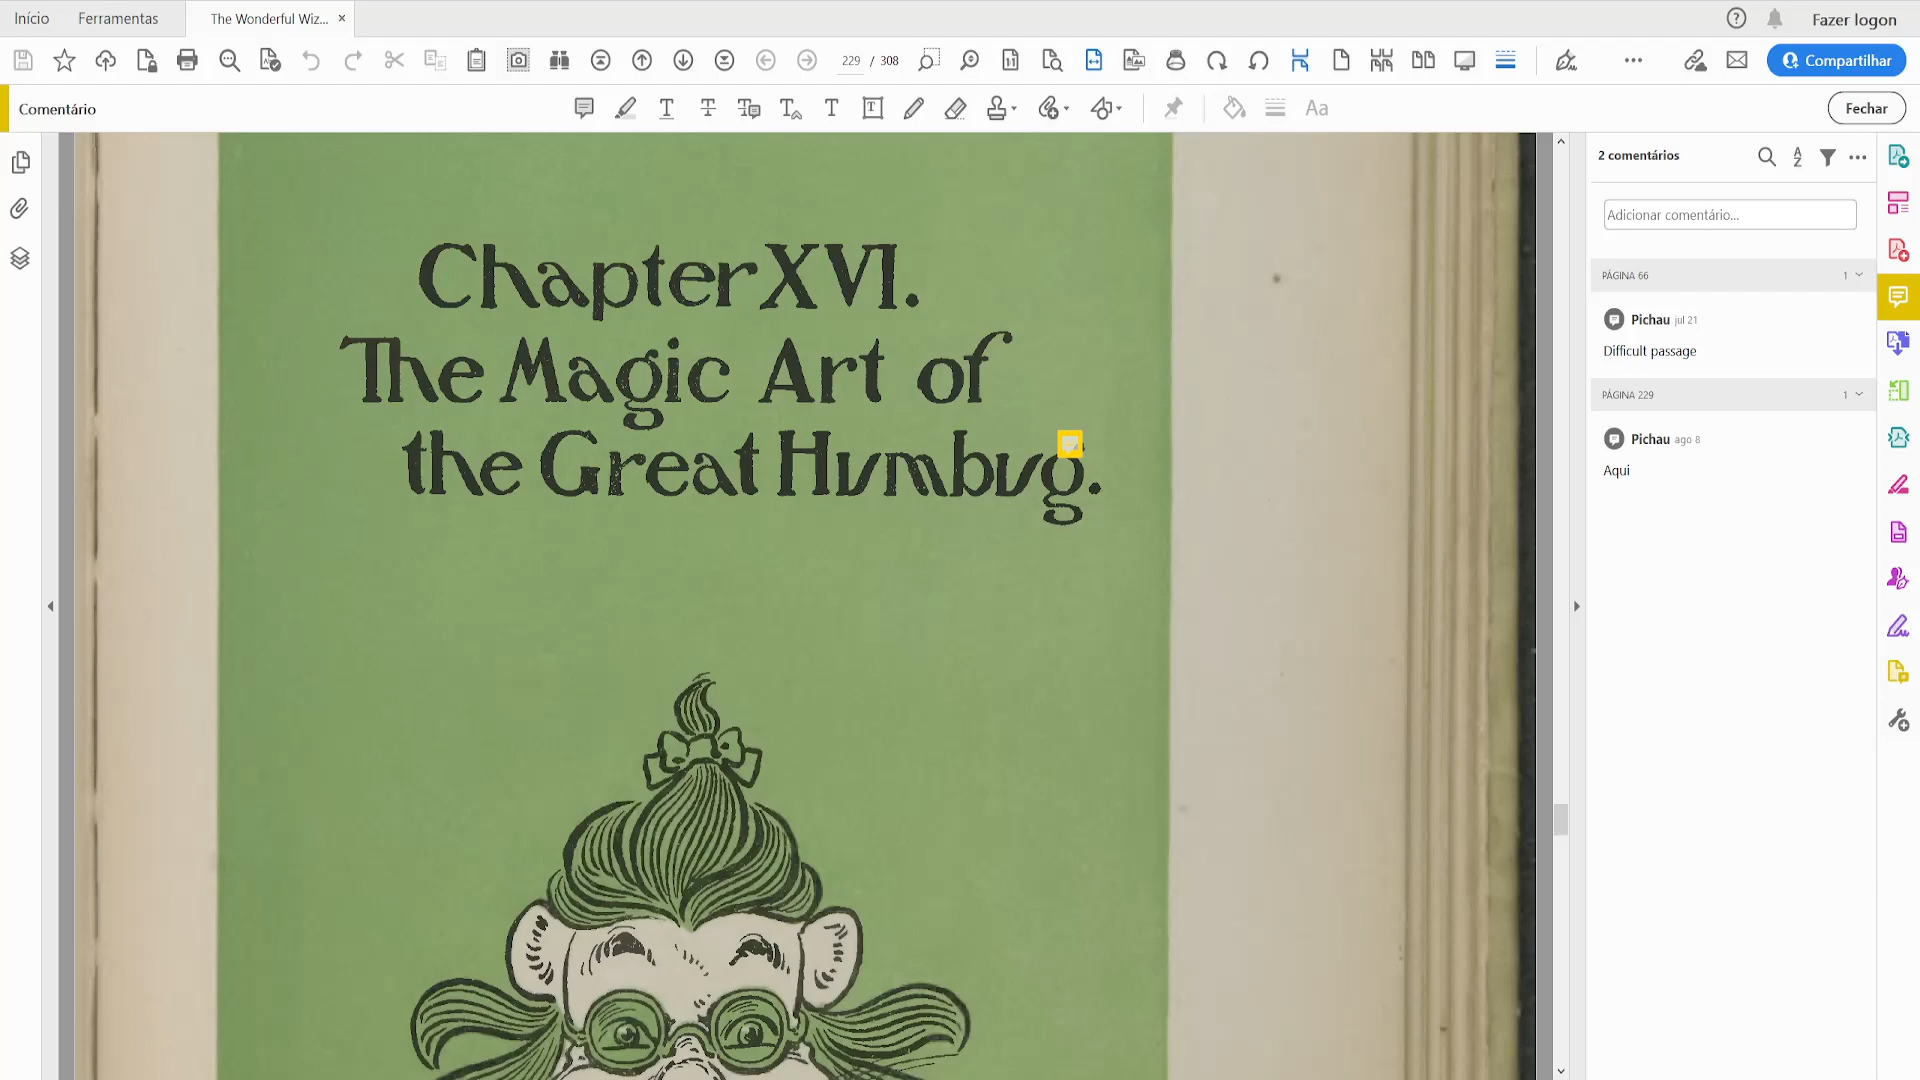 Início
Ferramentas
The Wonderful Wiz...
Fazer logon
229 / 308
Compartilhar
Comentário
Aa
Fechar
Chapter XVI.
The Magic Art of
the Great Humbug.
2 comentários
Adicionar comentário...
PÁGINA 66
1
Pichau jul 21
Difficult passage
PÁGINA 229
1
Pichau ago 8
Aqui